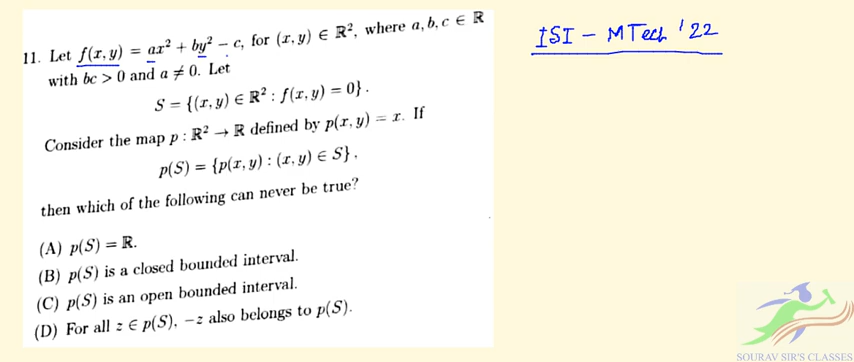 11. Let f(x, y) = ax² + by² − c, for (x, y) ∈ ℝ², where a, b, c ∈ ℝ
with bc > 0 and a ≠ 0. Let
S = {(x, y) ∈ ℝ² : f(x, y) = 0} .
Consider the map p : ℝ² → ℝ defined by p(x, y) = x. If
p(S) = {p(x, y) : (x, y) ∈ S} ,
then which of the following can never be true?
(A) p(S) = ℝ.
(B) p(S) is a closed bounded interval.
(C) p(S) is an open bounded interval.
(D) For all z ∈ p(S), −z also belongs to p(S).
ISI - MTech '22
SOURAV SIR'S CLASSES